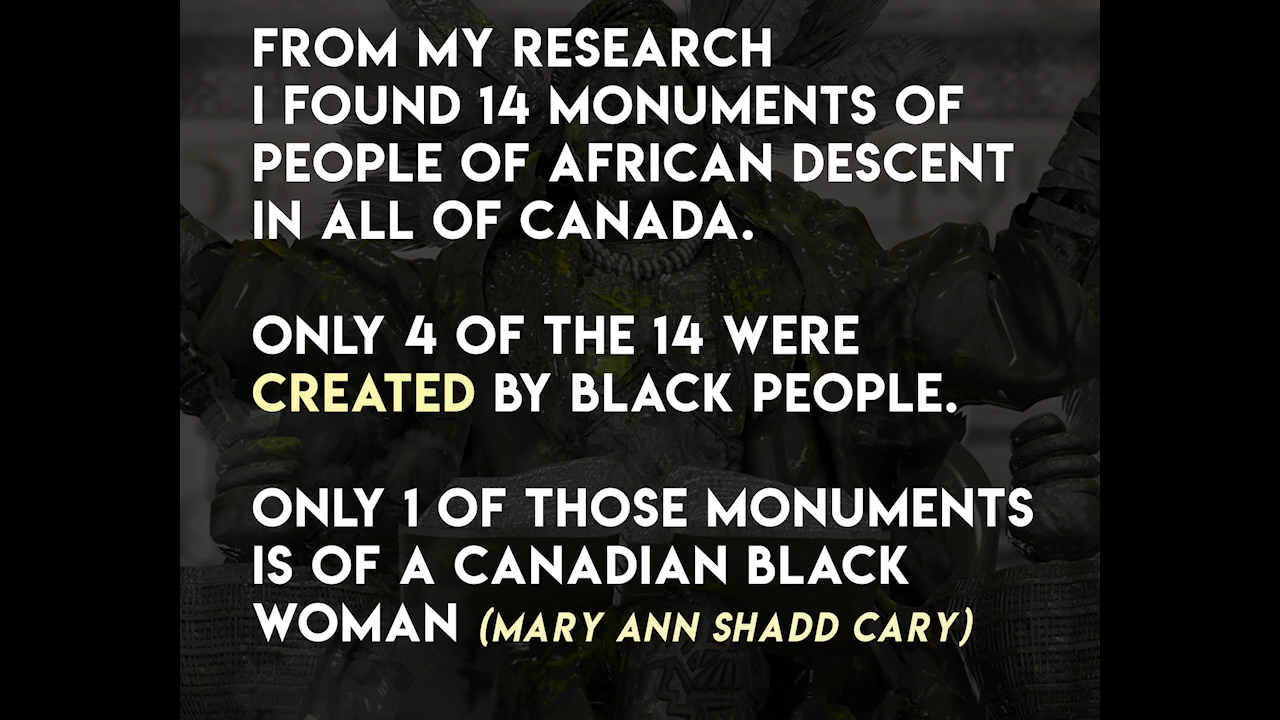 FROM MY RESEARCH
I FOUND 14 MONUMENTS OF
PEOPLE OF AFRICAN DESCENT
IN ALL OF CANADA.
ONLY 4 OF THE 14 WERE
CREATED BY BLACK PEOPLE.
ONLY 1 OF THOSE MONUMENTS
IS OF A CANADIAN BLACK
WOMAN (MARY ANN SHADD CARY)